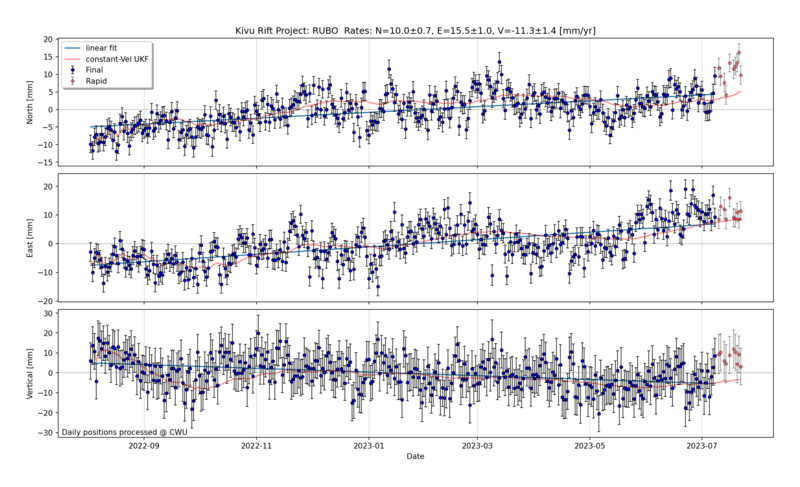 Kivu Rift Project: RUBO  Rates: N=10.0±0.7, E=15.5±1.0, V=-11.3±1.4 [mm/yr]
linear fit
constant-Vel UKF
Final
Rapid
North [mm]
20
15
10
5
0
−5
−10
−15
East [mm]
20
10
0
−10
−20
Vertical [mm]
30
20
10
0
−10
−20
−30
Daily positions processed @ CWU
2022-09
2022-11
2023-01
2023-03
2023-05
2023-07
Date